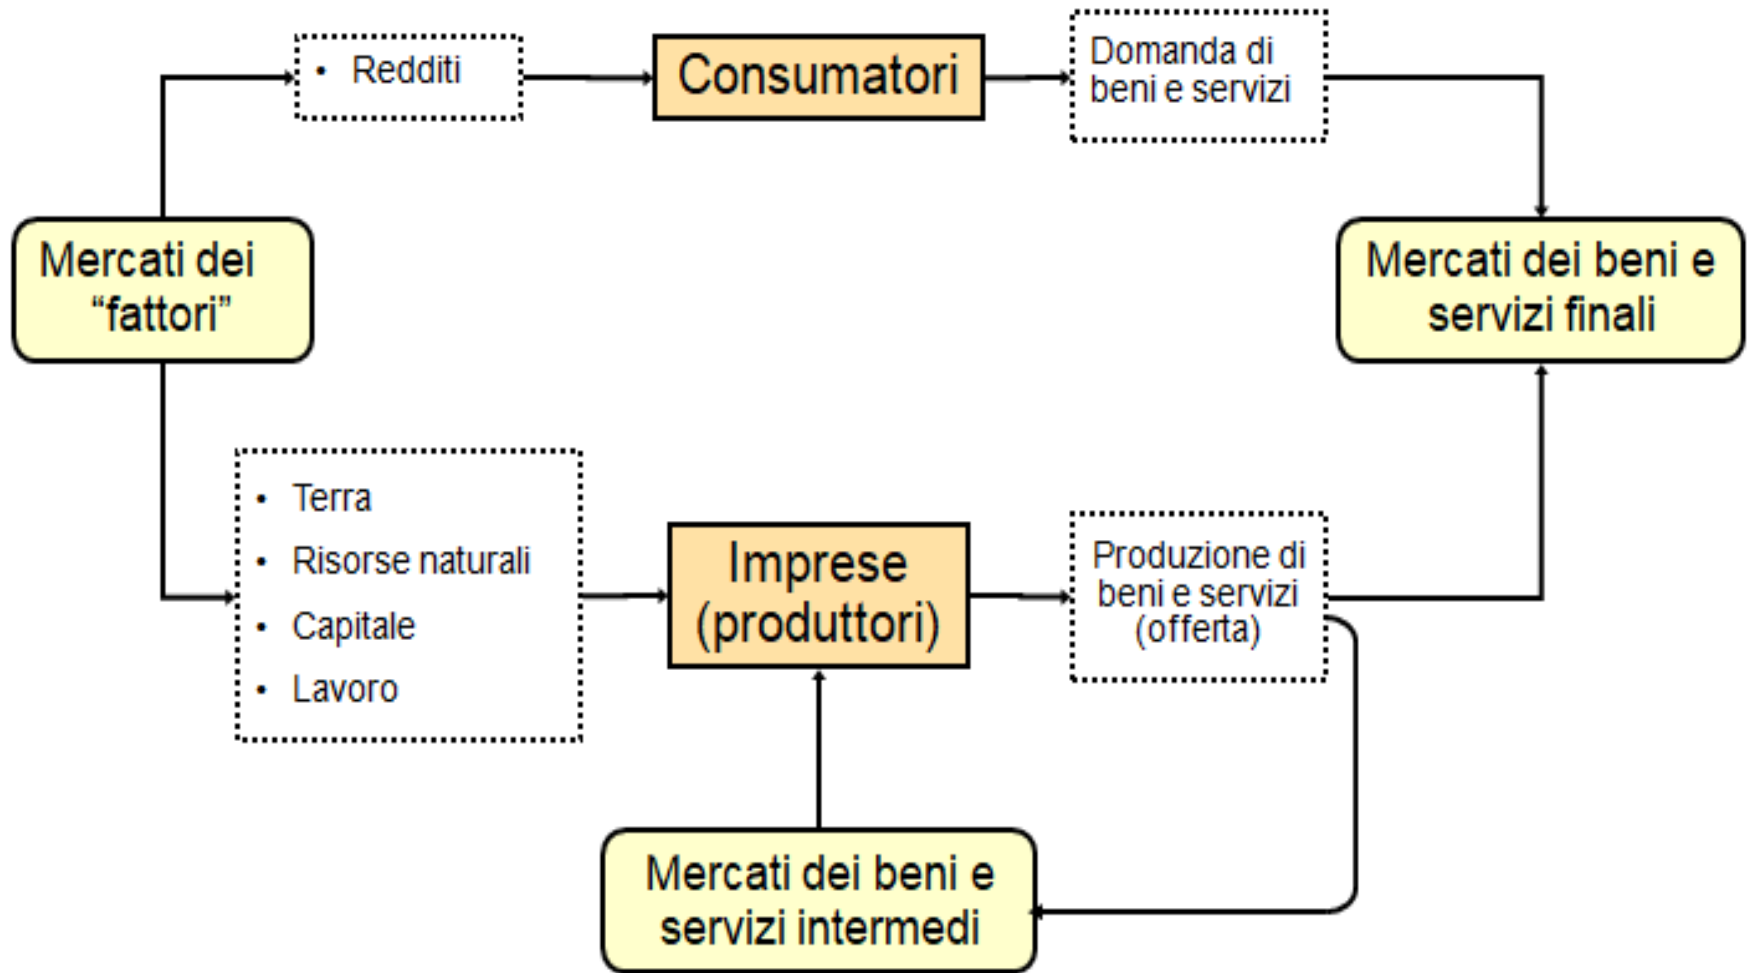 • Redditi
Consumatori
Domanda di
beni e servizi
Mercati dei
“fattori”
Mercati dei beni e
servizi finali
• Terra
• Risorse naturali
• Capitale
• Lavoro
Imprese
(produttori)
Produzione di
beni e servizi
(offerta)
Mercati dei beni e
servizi intermedi